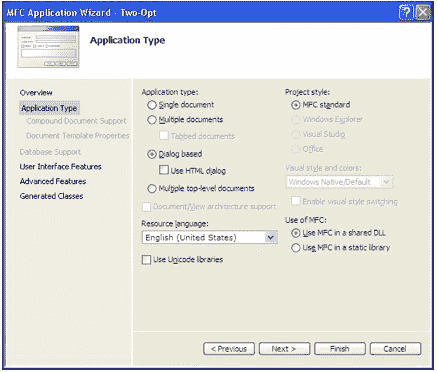 MFC Application Wizard - Two-Opt
Application Type
Overview
Application Type
Compound Document Support
Document Template Properties
Database Support
User Interface Features
Advanced Features
Generated Classes
Application type:
Single document
Multiple documents
Tabbed documents
Dialog based
Use HTML dialog
Multiple top-level documents
Document/View architecture support
Resource language:
English (United States)
Use Unicode libraries
Project style:
MFC standard
Windows Explorer
Visual Studio
Office
Visual style and colors:
Windows Native/Default
Enable visual style switching
Use of MFC:
Use MFC in a shared DLL
Use MFC in a static library
< Previous
Next >
Finish
Cancel